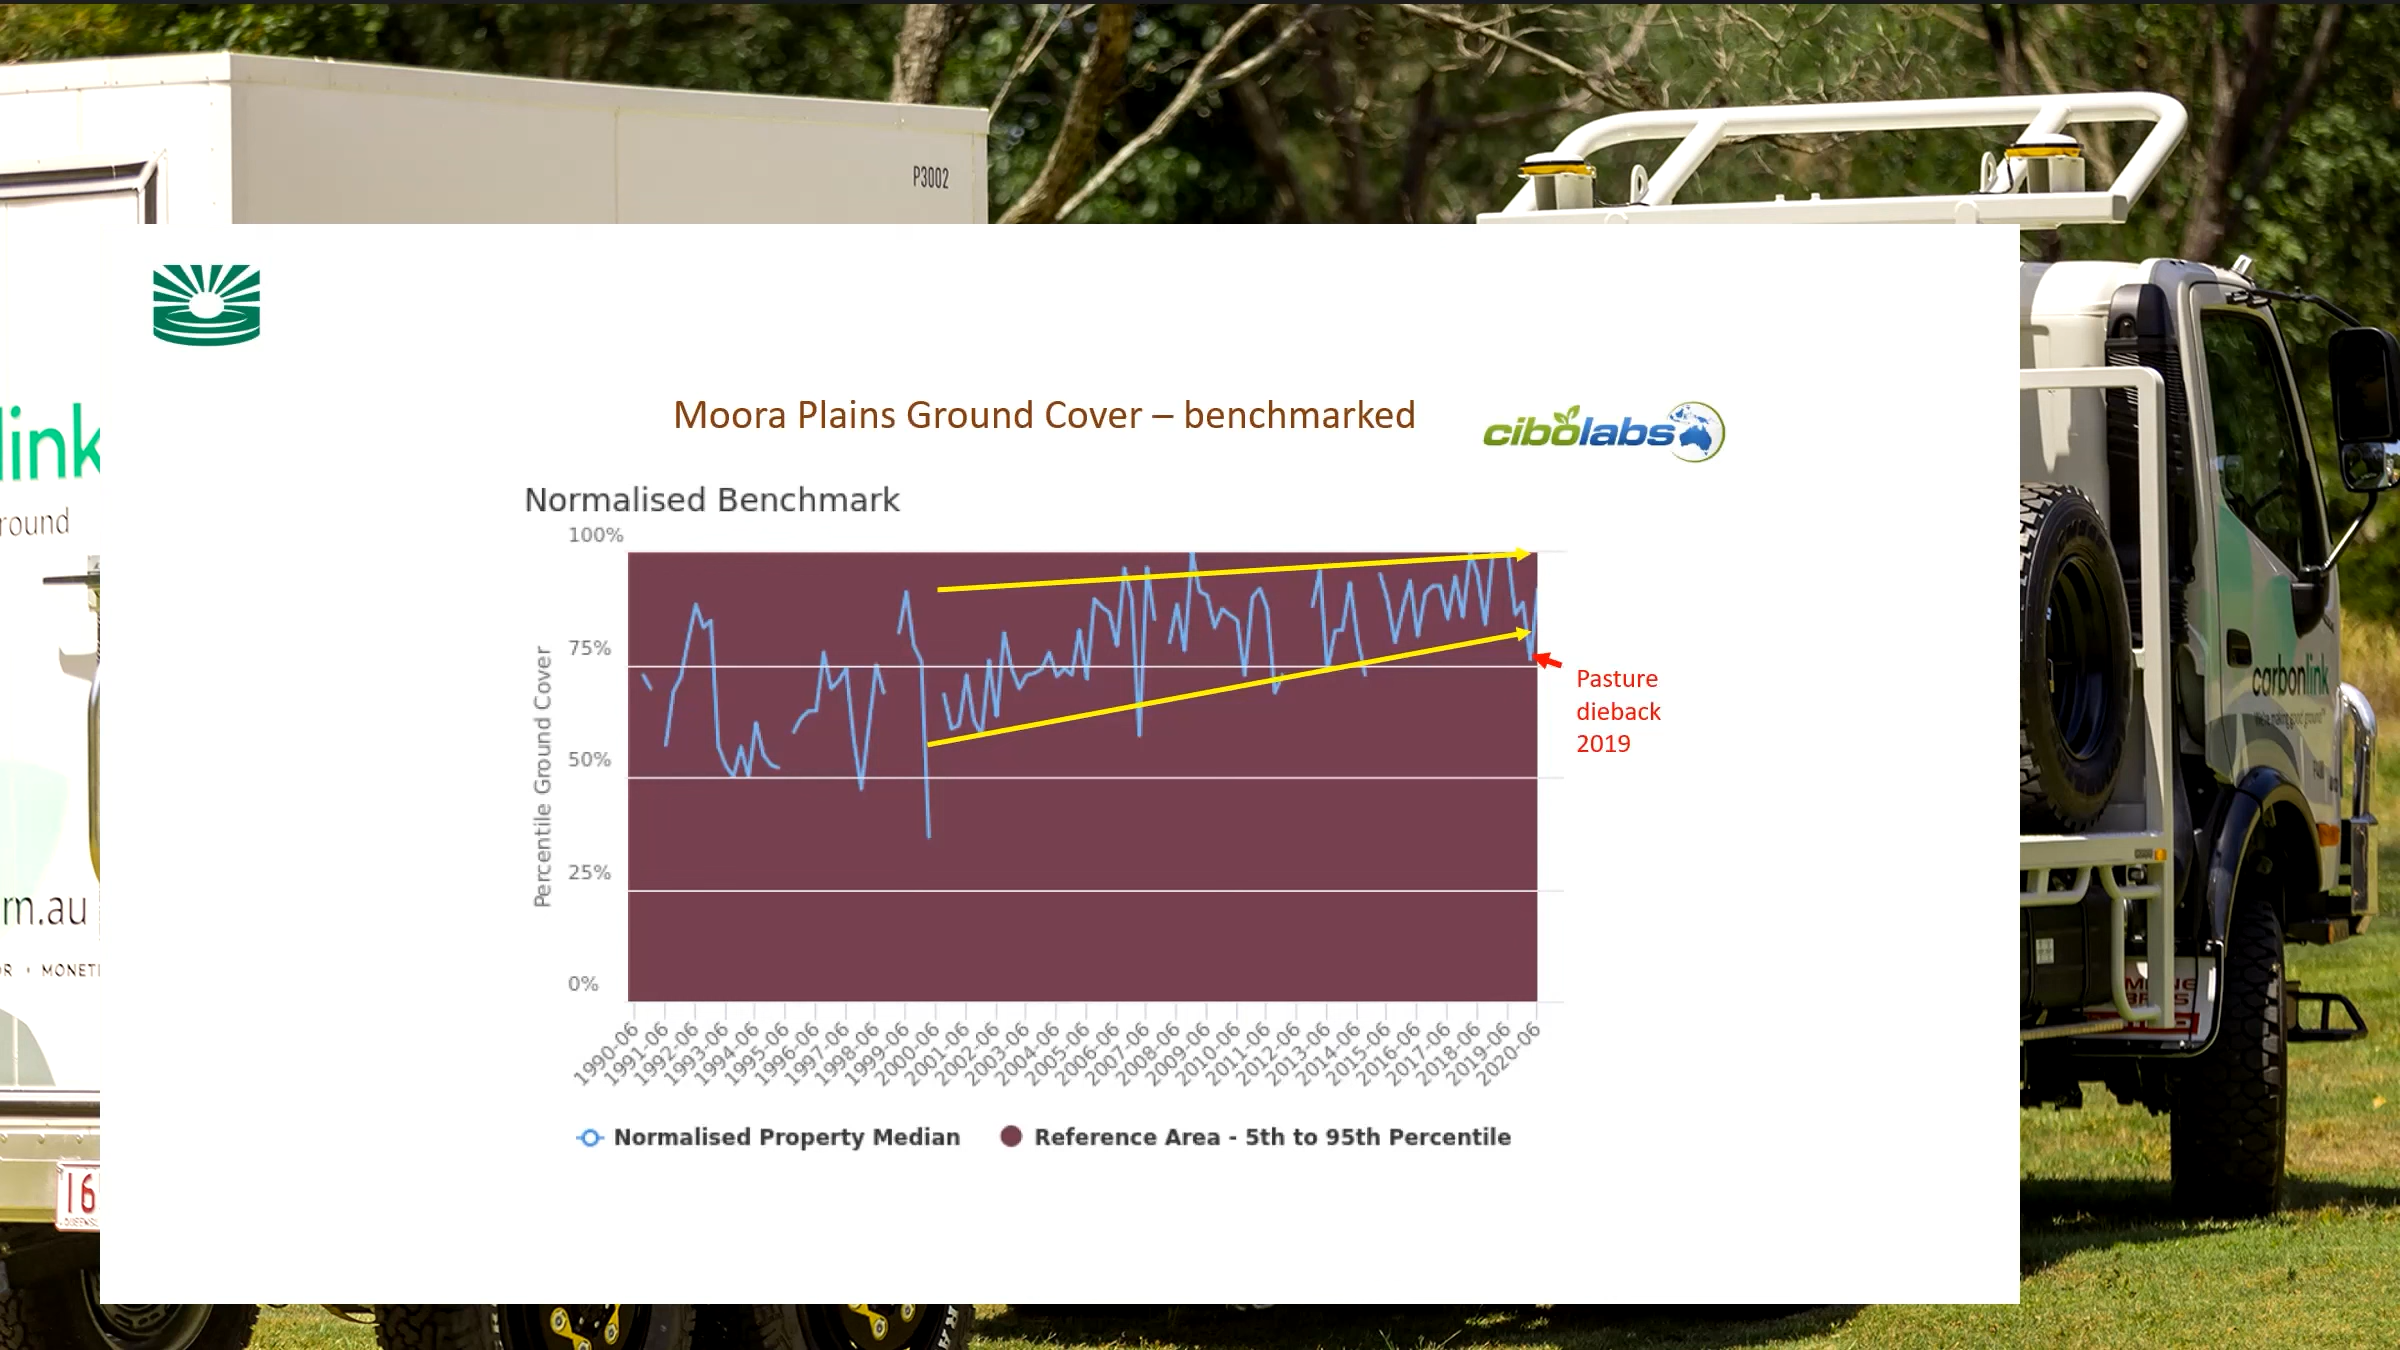 P3002
link
round
rn.au
OR • MONETI
16
Moora Plains Ground Cover – benchmarked
cibolabs
Normalised Benchmark
Percentile Ground Cover
100%
75%
50%
25%
0%
Pasture
dieback
2019
1990-06
1991-06
1992-06
1993-06
1994-06
1995-06
1996-06
1997-06
1998-06
1999-06
2000-06
2001-06
2002-06
2003-06
2004-06
2005-06
2006-06
2007-06
2008-06
2009-06
2010-06
2011-06
2012-06
2013-06
2014-06
2015-06
2016-06
2017-06
2018-06
2019-06
2020-06
Normalised Property Median
Reference Area - 5th to 95th Percentile
carbonlink